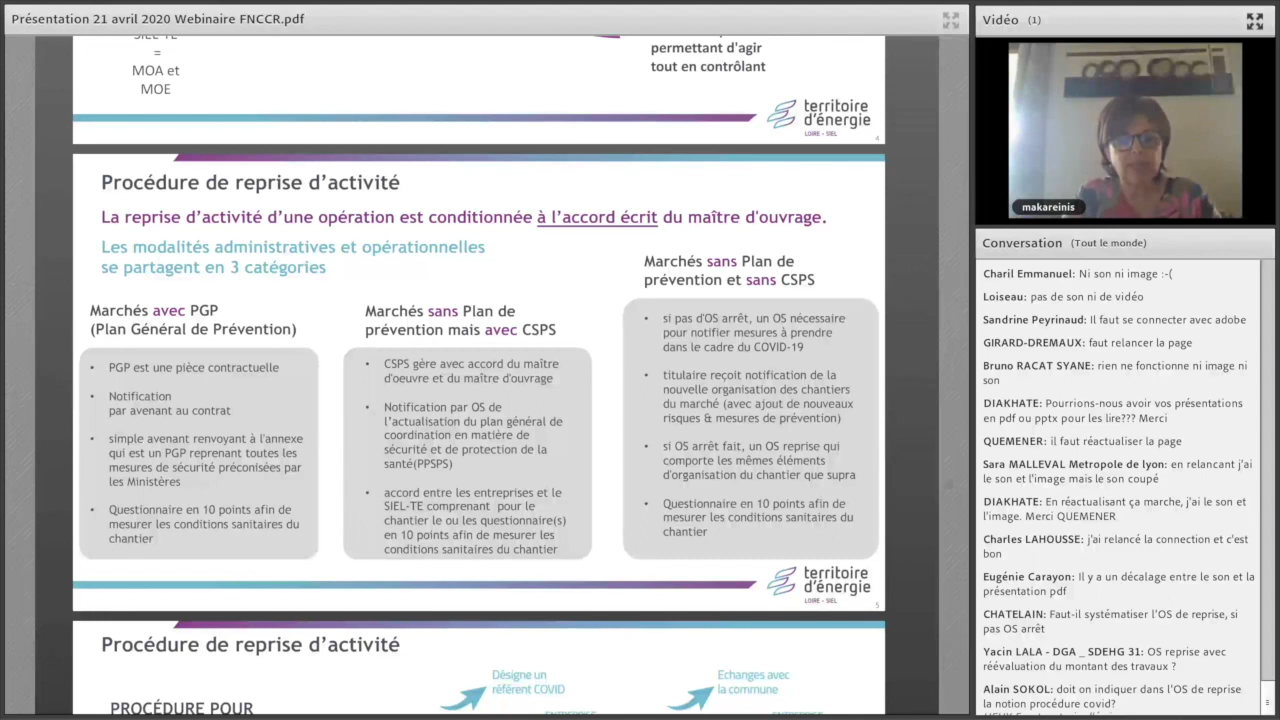 Présentation 21 avril 2020 Webinaire FNCCR.pdf
=
MOA et
MOE
permettant d'agir
tout en contrôlant
territoire
d'énergie
LOIRE - SIEL
4
Procédure de reprise d'activité
La reprise d'activité d'une opération est conditionnée à l'accord écrit du maître d'ouvrage.
Les modalités administratives et opérationnelles
se partagent en 3 catégories
Marchés avec PGP
(Plan Général de Prévention)
• PGP est une pièce contractuelle
• Notification
par avenant au contrat
• simple avenant renvoyant à l'annexe
qui est un PGP reprenant toutes les
mesures de sécurité préconisées par
les Ministères
• Questionnaire en 10 points afin de
mesurer les conditions sanitaires du
chantier
Marchés sans Plan de
prévention mais avec CSPS
• CSPS gère avec accord du maître
d'oeuvre et du maître d'ouvrage
• Notification par OS de
l'actualisation du plan général de
coordination en matière de
sécurité et de protection de la
santé(PPSPS)
• accord entre les entreprises et le
SIEL-TE comprenant pour le
chantier le ou les questionnaire(s)
en 10 points afin de mesurer les
conditions sanitaires du chantier
Marchés sans Plan de
prévention et sans CSPS
• si pas d'OS arrêt, un OS nécessaire
pour notifier mesures à prendre
dans le cadre du COVID-19
• titulaire reçoit notification de la
nouvelle organisation des chantiers
du marché (avec ajout de nouveaux
risques & mesures de prévention)
• si OS arrêt fait, un OS reprise qui
comporte les mêmes éléments
d'organisation du chantier que supra
• Questionnaire en 10 points afin de
mesurer les conditions sanitaires du
chantier
territoire
d'énergie
LOIRE - SIEL
5
Procédure de reprise d'activité
PROCÉDURE POUR
Désigne un
référent COVID
Echanges avec
la commune
Vidéo (1)
makareinis
Conversation (Tout le monde)
Charil Emmanuel: Ni son ni image :-(
Loiseau: pas de son ni de vidéo
Sandrine Peyrinaud: Il faut se connecter avec adobe
GIRARD-DREMAUX: faut relancer la page
Bruno RACAT SYANE: rien ne fonctionne ni image ni
son
DIAKHATE: Pourrions-nous avoir vos présentations
en pdf ou pptx pour les lire??? Merci
QUEMENER: il faut réactualiser la page
Sara MALLEVAL Metropole de lyon: en relancant j'ai
le son et l'image mais le son coupé
DIAKHATE: En réactualisant ça marche, j'ai le son et
l'image. Merci QUEMENER
Charles LAHOUSSE: j'ai relancé la connection et c'est
bon
Eugénie Carayon: Il y a un décalage entre le son et la
présentation pdf
CHATELAIN: Faut-il systématiser l'OS de reprise, si
pas OS arrêt
Yacin LALA - DGA _ SDEHG 31: OS reprise avec
réévaluation du montant des travaux ?
Alain SOKOL: doit on indiquer dans l'OS de reprise
la notion procédure covid?